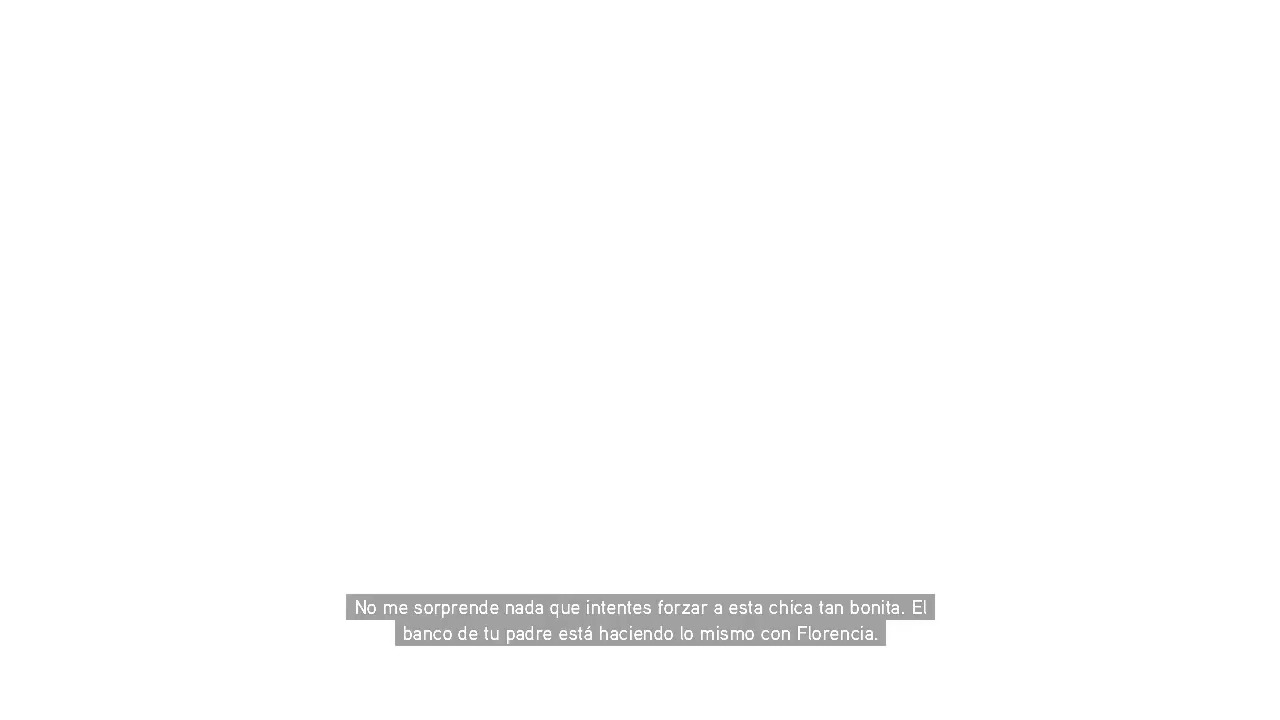 No me sorprende nada que intentes forzar a esta chica tan bonita. El
banco de tu padre está haciendo lo mismo con Florencia.